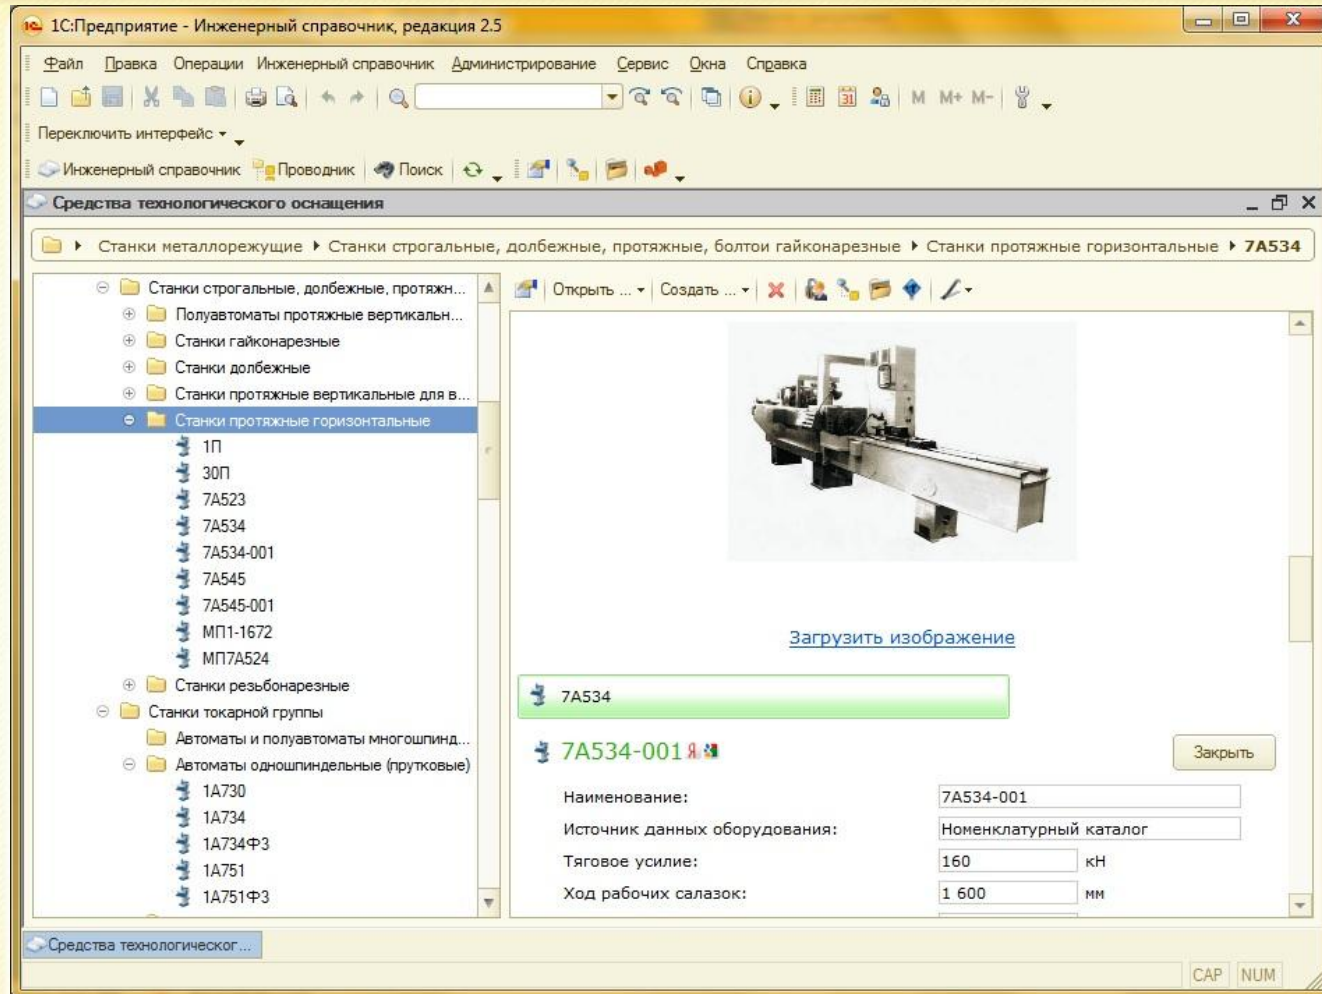 1С:Предприятие - Инженерный справочник, редакция 2.5
Файл Правка Операции Инженерный справочник Администрирование Сервис Окна Справка
31 M M+ M-
Переключить интерфейс
Инженерный справочник Проводник Поиск
Средства технологического оснащения
Станки металлорежущие Станки строгальные, долбежные, протяжные, болтои гайконарезные Станки протяжные горизонтальные 7А534
Станки строгальные, долбежные, протяжн...
Полуавтоматы протяжные вертикальн...
Станки гайконарезные
Станки долбежные
Станки протяжные вертикальные для в...
Станки протяжные горизонтальные
1П
30П
7А523
7А534
7А534-001
7А545
7А545-001
МП1-1672
МП7А524
Станки резьбонарезные
Станки токарной группы
Автоматы и полуавтоматы многошпинд...
Автоматы одношпиндельные (прутковые)
1А730
1А734
1А734Ф3
1А751
1А751Ф3
Открыть ... Создать ...
Загрузить изображение
7А534
7А534-001 Я
Закрыть
Наименование: 7А534-001
Источник данных оборудования: Номенклатурный каталог
Тяговое усилие: 160 кН
Ход рабочих салазок: 1 600 мм
Средства технологическог...
CAP NUM